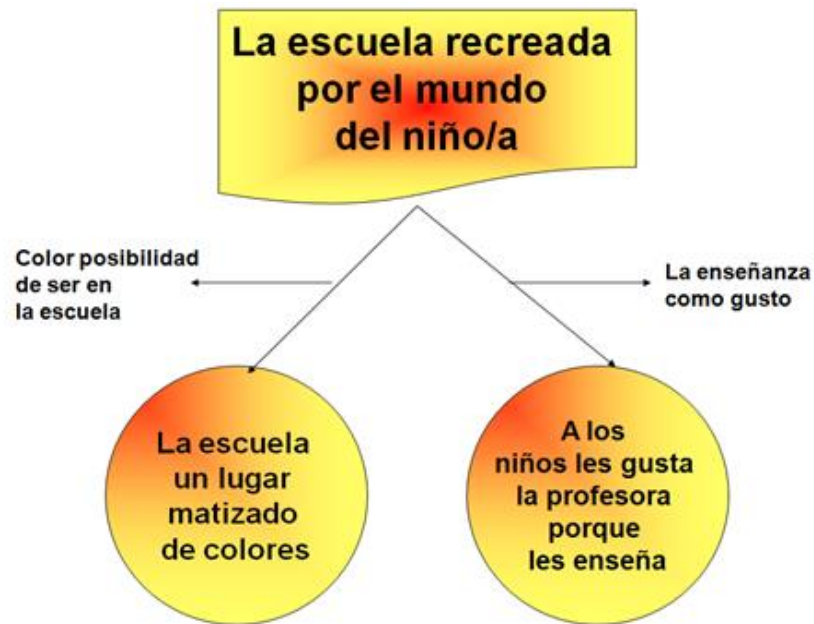 La escuela recreada
por el mundo
del niño/a
Color posibilidad
de ser en
la escuela
La enseñanza
como gusto
La escuela
un lugar
matizado
de colores
A los
niños les gusta
la profesora
porque
les enseña